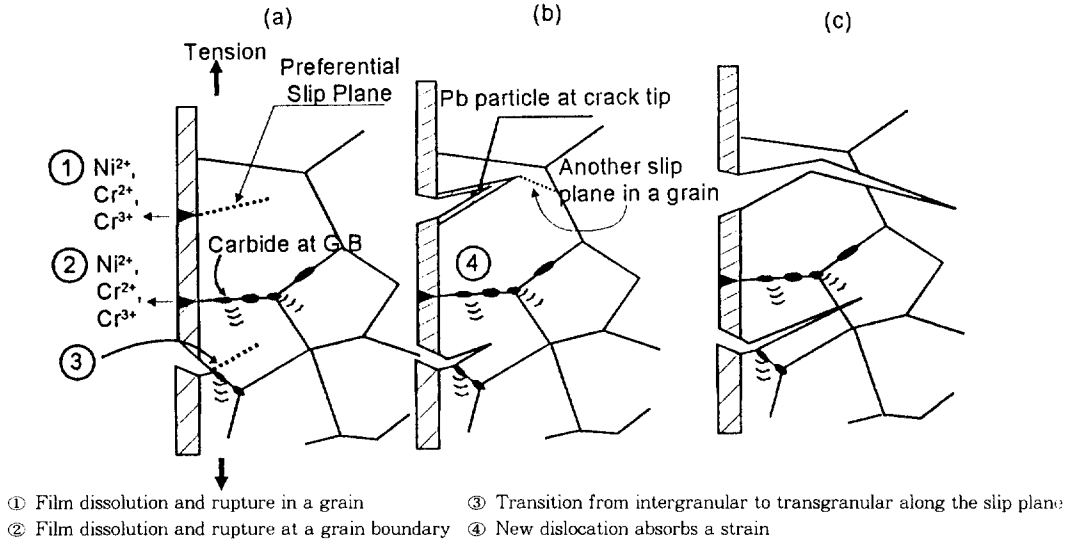 (a)
(b)
(c)
Tension
Preferential
Slip Plane
Pb particle at crack tip
Another slip
plane in a grain
① Ni²⁺,
Cr²⁺,
Cr³⁺
Carbide at G.B
② Ni²⁺,
Cr²⁺,
Cr³⁺
④
③
① Film dissolution and rupture in a grain
② Film dissolution and rupture at a grain boundary
③ Transition from intergranular to transgranular along the slip plane
④ New dislocation absorbs a strain